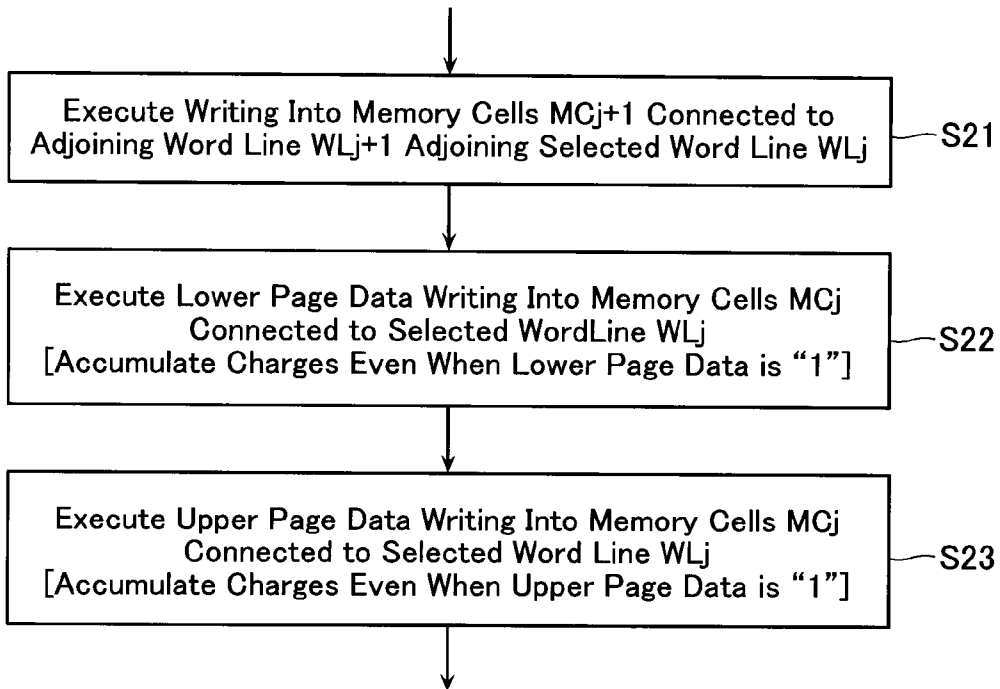 Execute Writing Into Memory Cells MCj+1 Connected to
Adjoining Word Line WLj+1 Adjoining Selected Word Line WLj
S21
Execute Lower Page Data Writing Into Memory Cells MCj
Connected to Selected WordLine WLj
[Accumulate Charges Even When Lower Page Data is “1”]
S22
Execute Upper Page Data Writing Into Memory Cells MCj
Connected to Selected Word Line WLj
[Accumulate Charges Even When Upper Page Data is “1”]
S23